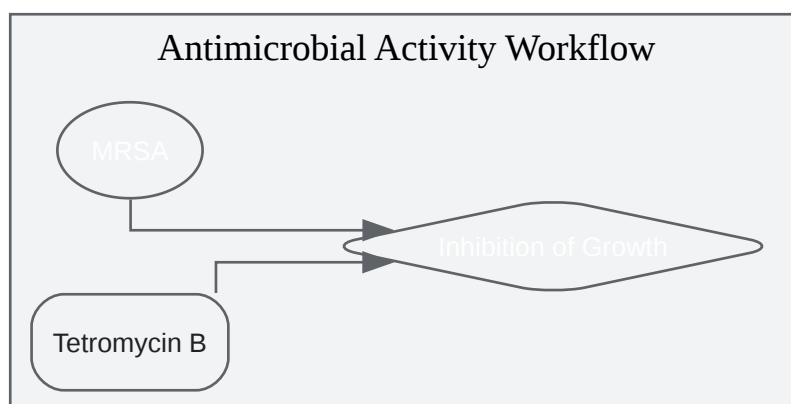 Antimicrobial Activity Workflow
MRSA
Inhibition of Growth
Tetromycin B